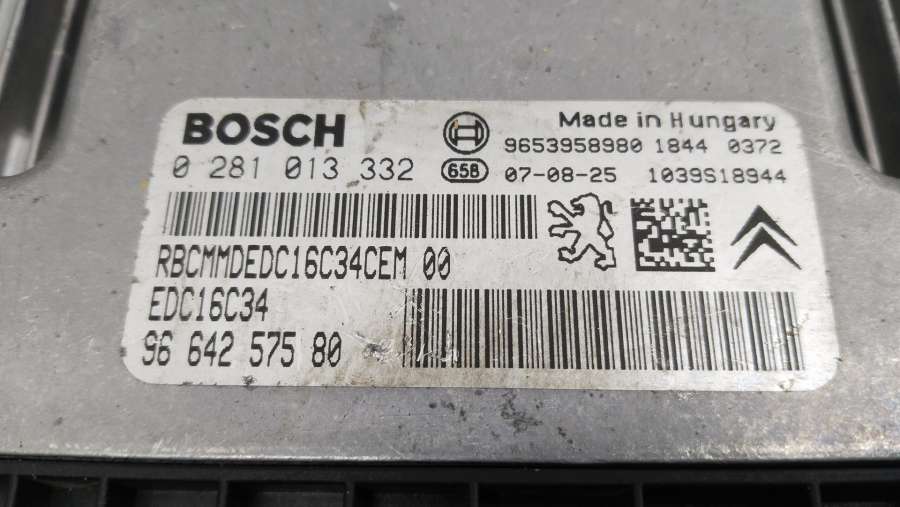 BOSCH
Made in Hungary
9653958980 1844 0372
0 281 013 332
65B 07-08-25 1039S18944
RBCMMDEDC16C34CEM 00
EDC16C34
96 642 575 80